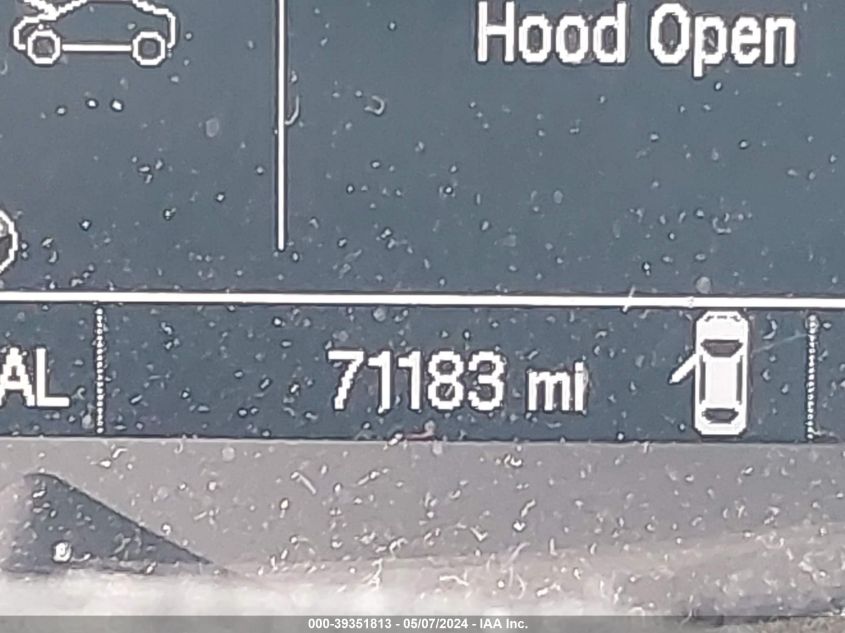 Hood Open
AL
71183 mi
000-39351813 - 05/07/2024 - IAA Inc.